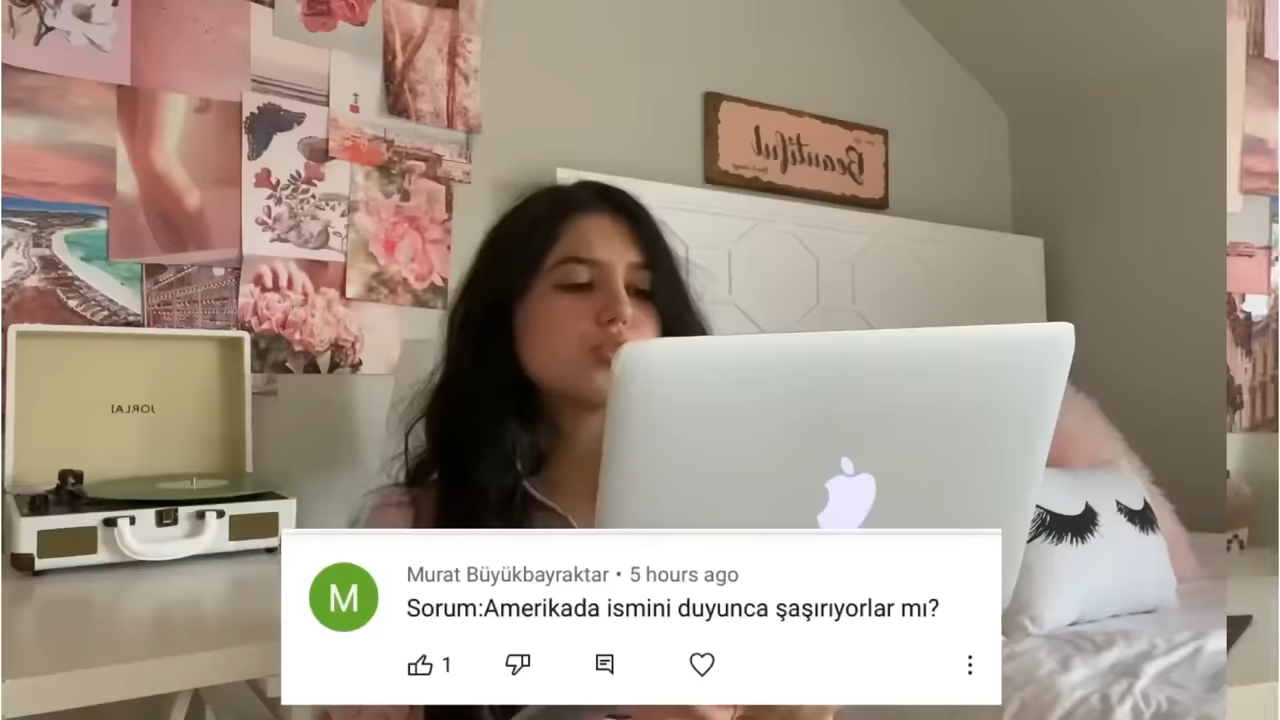 Beautiful
JORLAI
Murat Büyükbayraktar • 5 hours ago
Sorum:Amerikada ismini duyunca şaşırıyorlar mı?
1